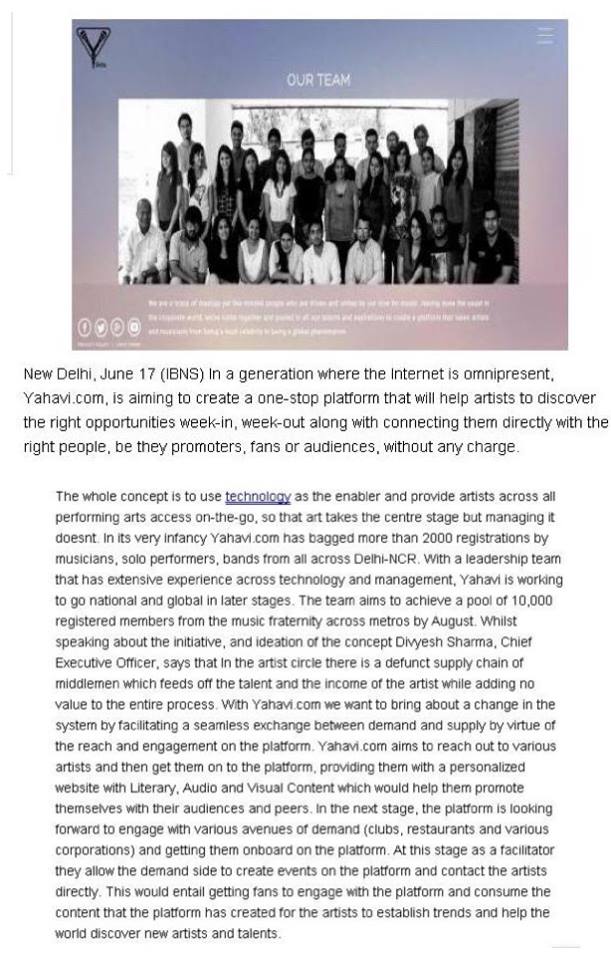 OUR TEAM
New Delhi, June 17 (IBNS) In a generation where the Internet is omnipresent,
Yahavi.com, is aiming to create a one-stop platform that will help artists to discover
the right opportunities week-in, week-out along with connecting them directly with the
right people, be they promoters, fans or audiences, without any charge.
The whole concept is to use technology as the enabler and provide artists across all
performing arts access on-the-go, so that art takes the centre stage but managing it
doesnt. In its very infancy Yahavi.com has bagged more than 2000 registrations by
musicians, solo performers, bands from all across Delhi-NCR. With a leadership team
that has extensive experience across technology and management, Yahavi is working
to go national and global in later stages. The team aims to achieve a pool of 10,000
registered members from the music fraternity across metros by August. Whilst
speaking about the initiative, and ideation of the concept Divyesh Sharma, Chief
Executive Officer, says that In the artist circle there is a defunct supply chain of
middlemen which feeds off the talent and the income of the artist while adding no
value to the entire process. With Yahavi.com we want to bring about a change in the
system by facilitating a seamless exchange between demand and supply by virtue of
the reach and engagement on the platform. Yahavi.com aims to reach out to various
artists and then get them on to the platform, providing them with a personalized
website with Literary, Audio and Visual Content which would help them promote
themselves with their audiences and peers. In the next stage, the platform is looking
forward to engage with various avenues of demand (clubs, restaurants and various
corporations) and getting them onboard on the platform. At this stage as a facilitator
they allow the demand side to create events on the platform and contact the artists
directly. This would entail getting fans to engage with the platform and consume the
content that the platform has created for the artists to establish trends and help the
world discover new artists and talents.